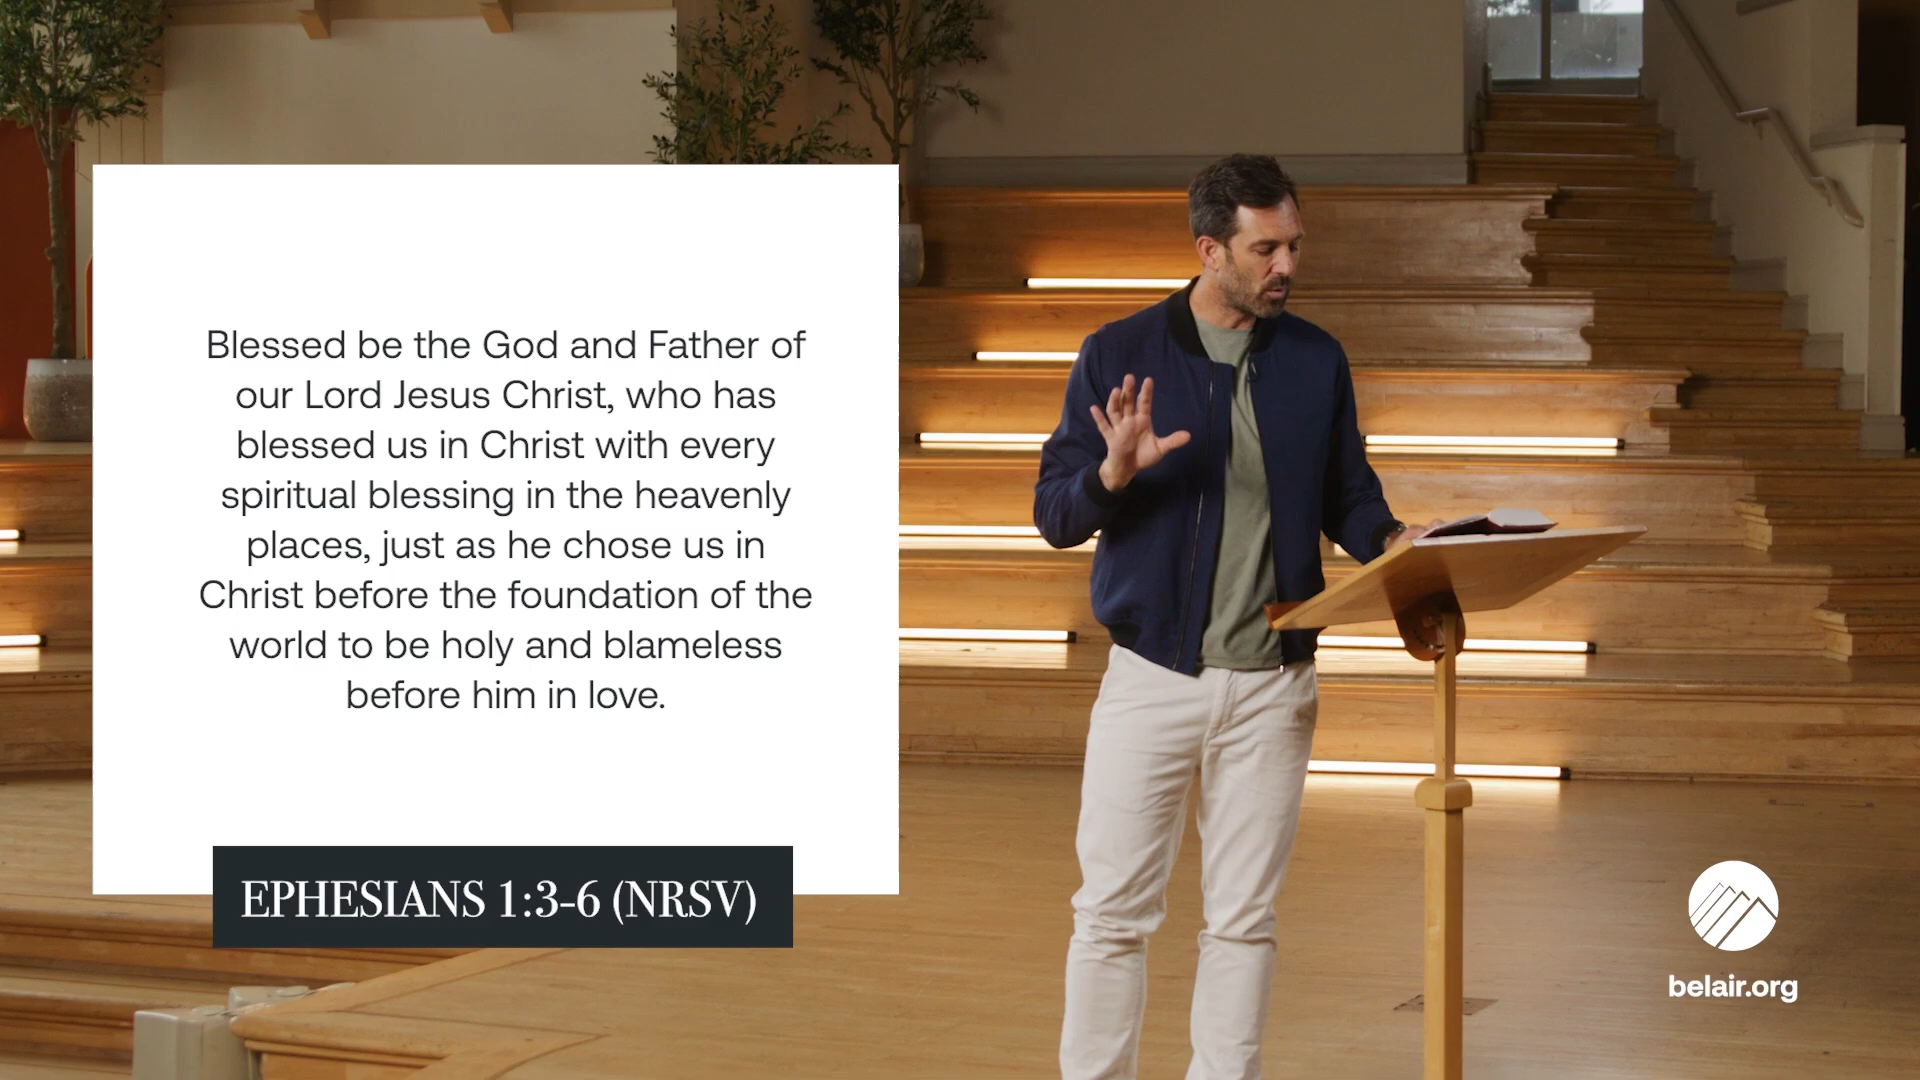 Blessed be the God and Father of
our Lord Jesus Christ, who has
blessed us in Christ with every
spiritual blessing in the heavenly
places, just as he chose us in
Christ before the foundation of the
world to be holy and blameless
before him in love.
EPHESIANS 1:3-6 (NRSV)
belair.org